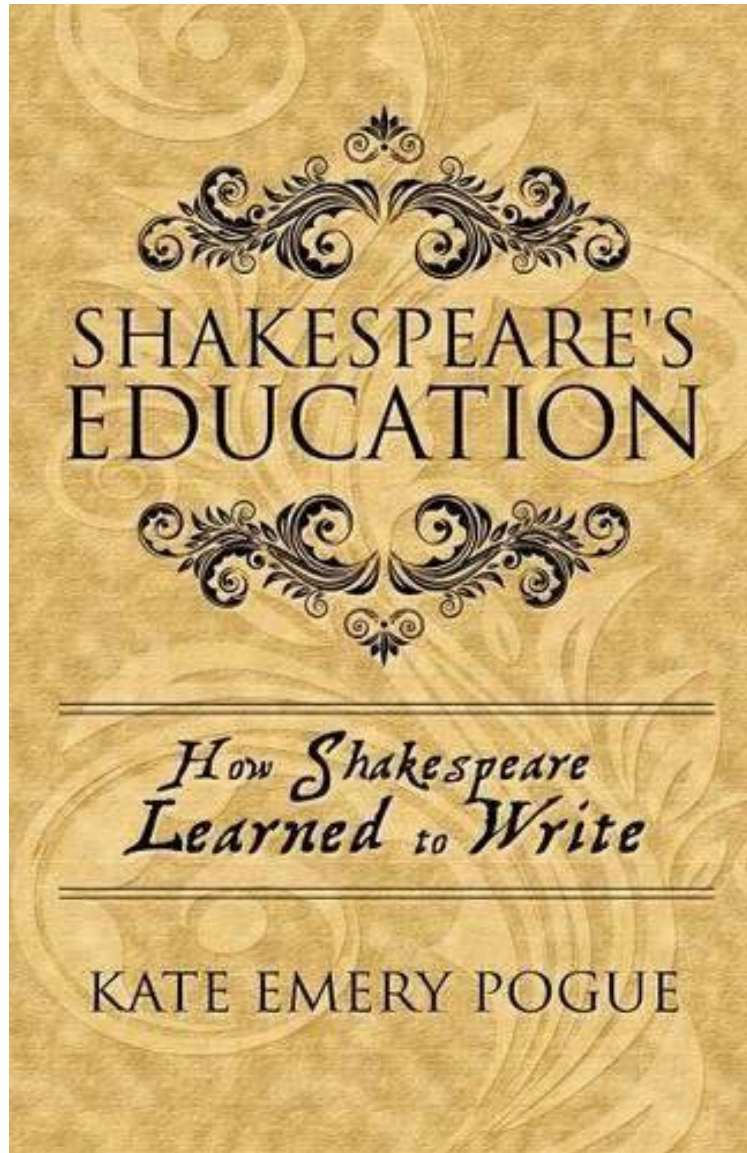 SHAKESPEARE'S
EDUCATION
How Shakespeare
Learned to Write
KATE EMERY POGUE